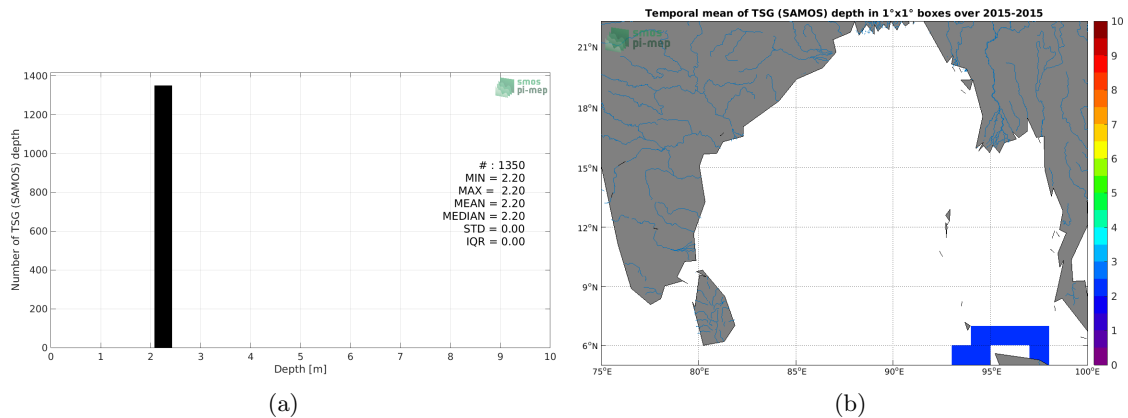 1400
1200
1000
800
600
400
200
0
Number of TSG (SAMOS) depth
0 1 2 3 4 5 6 7 8 9 10
Depth [m]
smos
pi-mep
# : 1350
MIN = 2.20
MAX = 2.20
MEAN = 2.20
MEDIAN = 2.20
STD = 0.00
IQR = 0.00
(a)
Temporal mean of TSG (SAMOS) depth in 1°x1° boxes over 2015-2015
smos
pi-mep
21°N
18°N
15°N
12°N
9°N
6°N
75°E 80°E 85°E 90°E 95°E 100°E
10
9
8
7
6
5
4
3
2
1
0
(b)